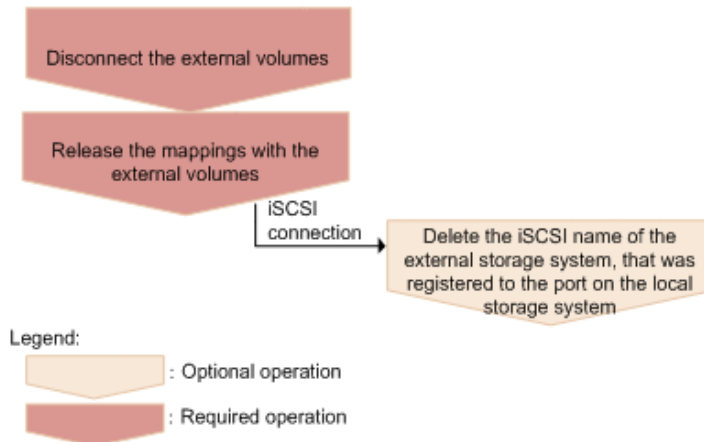 Disconnect the external volumes
Release the mappings with the
external volumes
iSCSI
connection
Delete the iSCSI name of the
external storage system, that was
registered to the port on the local
storage system
Legend:
: Optional operation
: Required operation